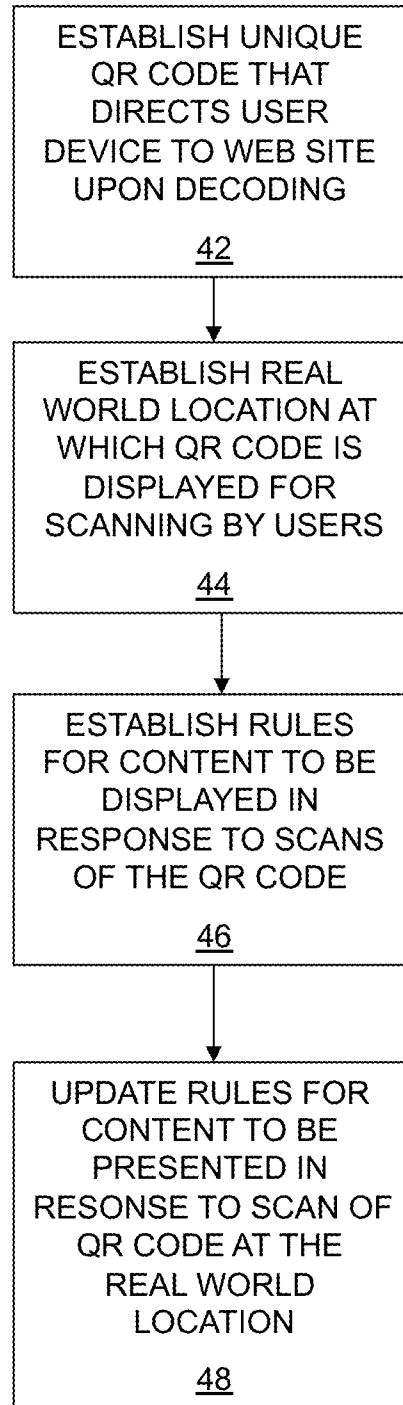 ESTABLISH UNIQUE
QR CODE THAT
DIRECTS USER
DEVICE TO WEB SITE
UPON DECODING
42
ESTABLISH REAL
WORLD LOCATION AT
WHICH QR CODE IS
DISPLAYED FOR
SCANNING BY USERS
44
ESTABLISH RULES
FOR CONTENT TO BE
DISPLAYED IN
RESPONSE TO SCANS
OF THE QR CODE
46
UPDATE RULES FOR
CONTENT TO BE
PRESENTED IN
RESONSE TO SCAN OF
QR CODE AT THE
REAL WORLD
LOCATION
48